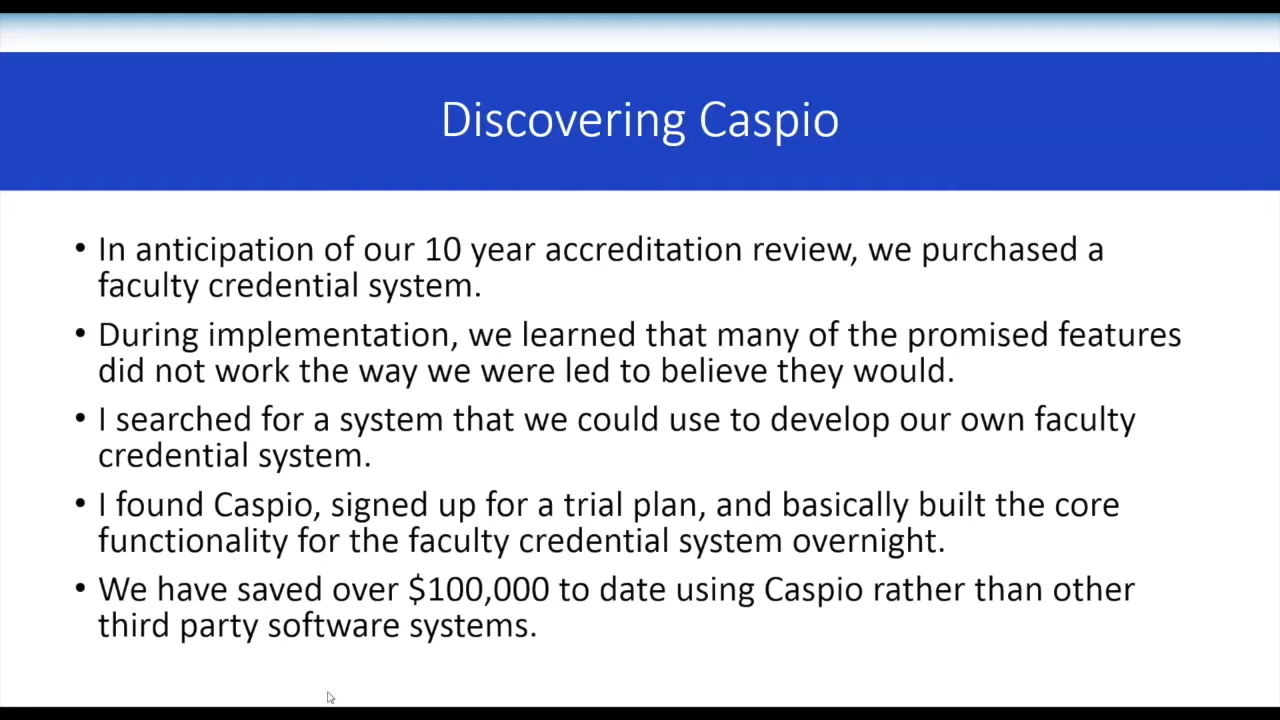 Discovering Caspio
• In anticipation of our 10 year accreditation review, we purchased a
faculty credential system.
• During implementation, we learned that many of the promised features
did not work the way we were led to believe they would.
• I searched for a system that we could use to develop our own faculty
credential system.
• I found Caspio, signed up for a trial plan, and basically built the core
functionality for the faculty credential system overnight.
• We have saved over $100,000 to date using Caspio rather than other
third party software systems.